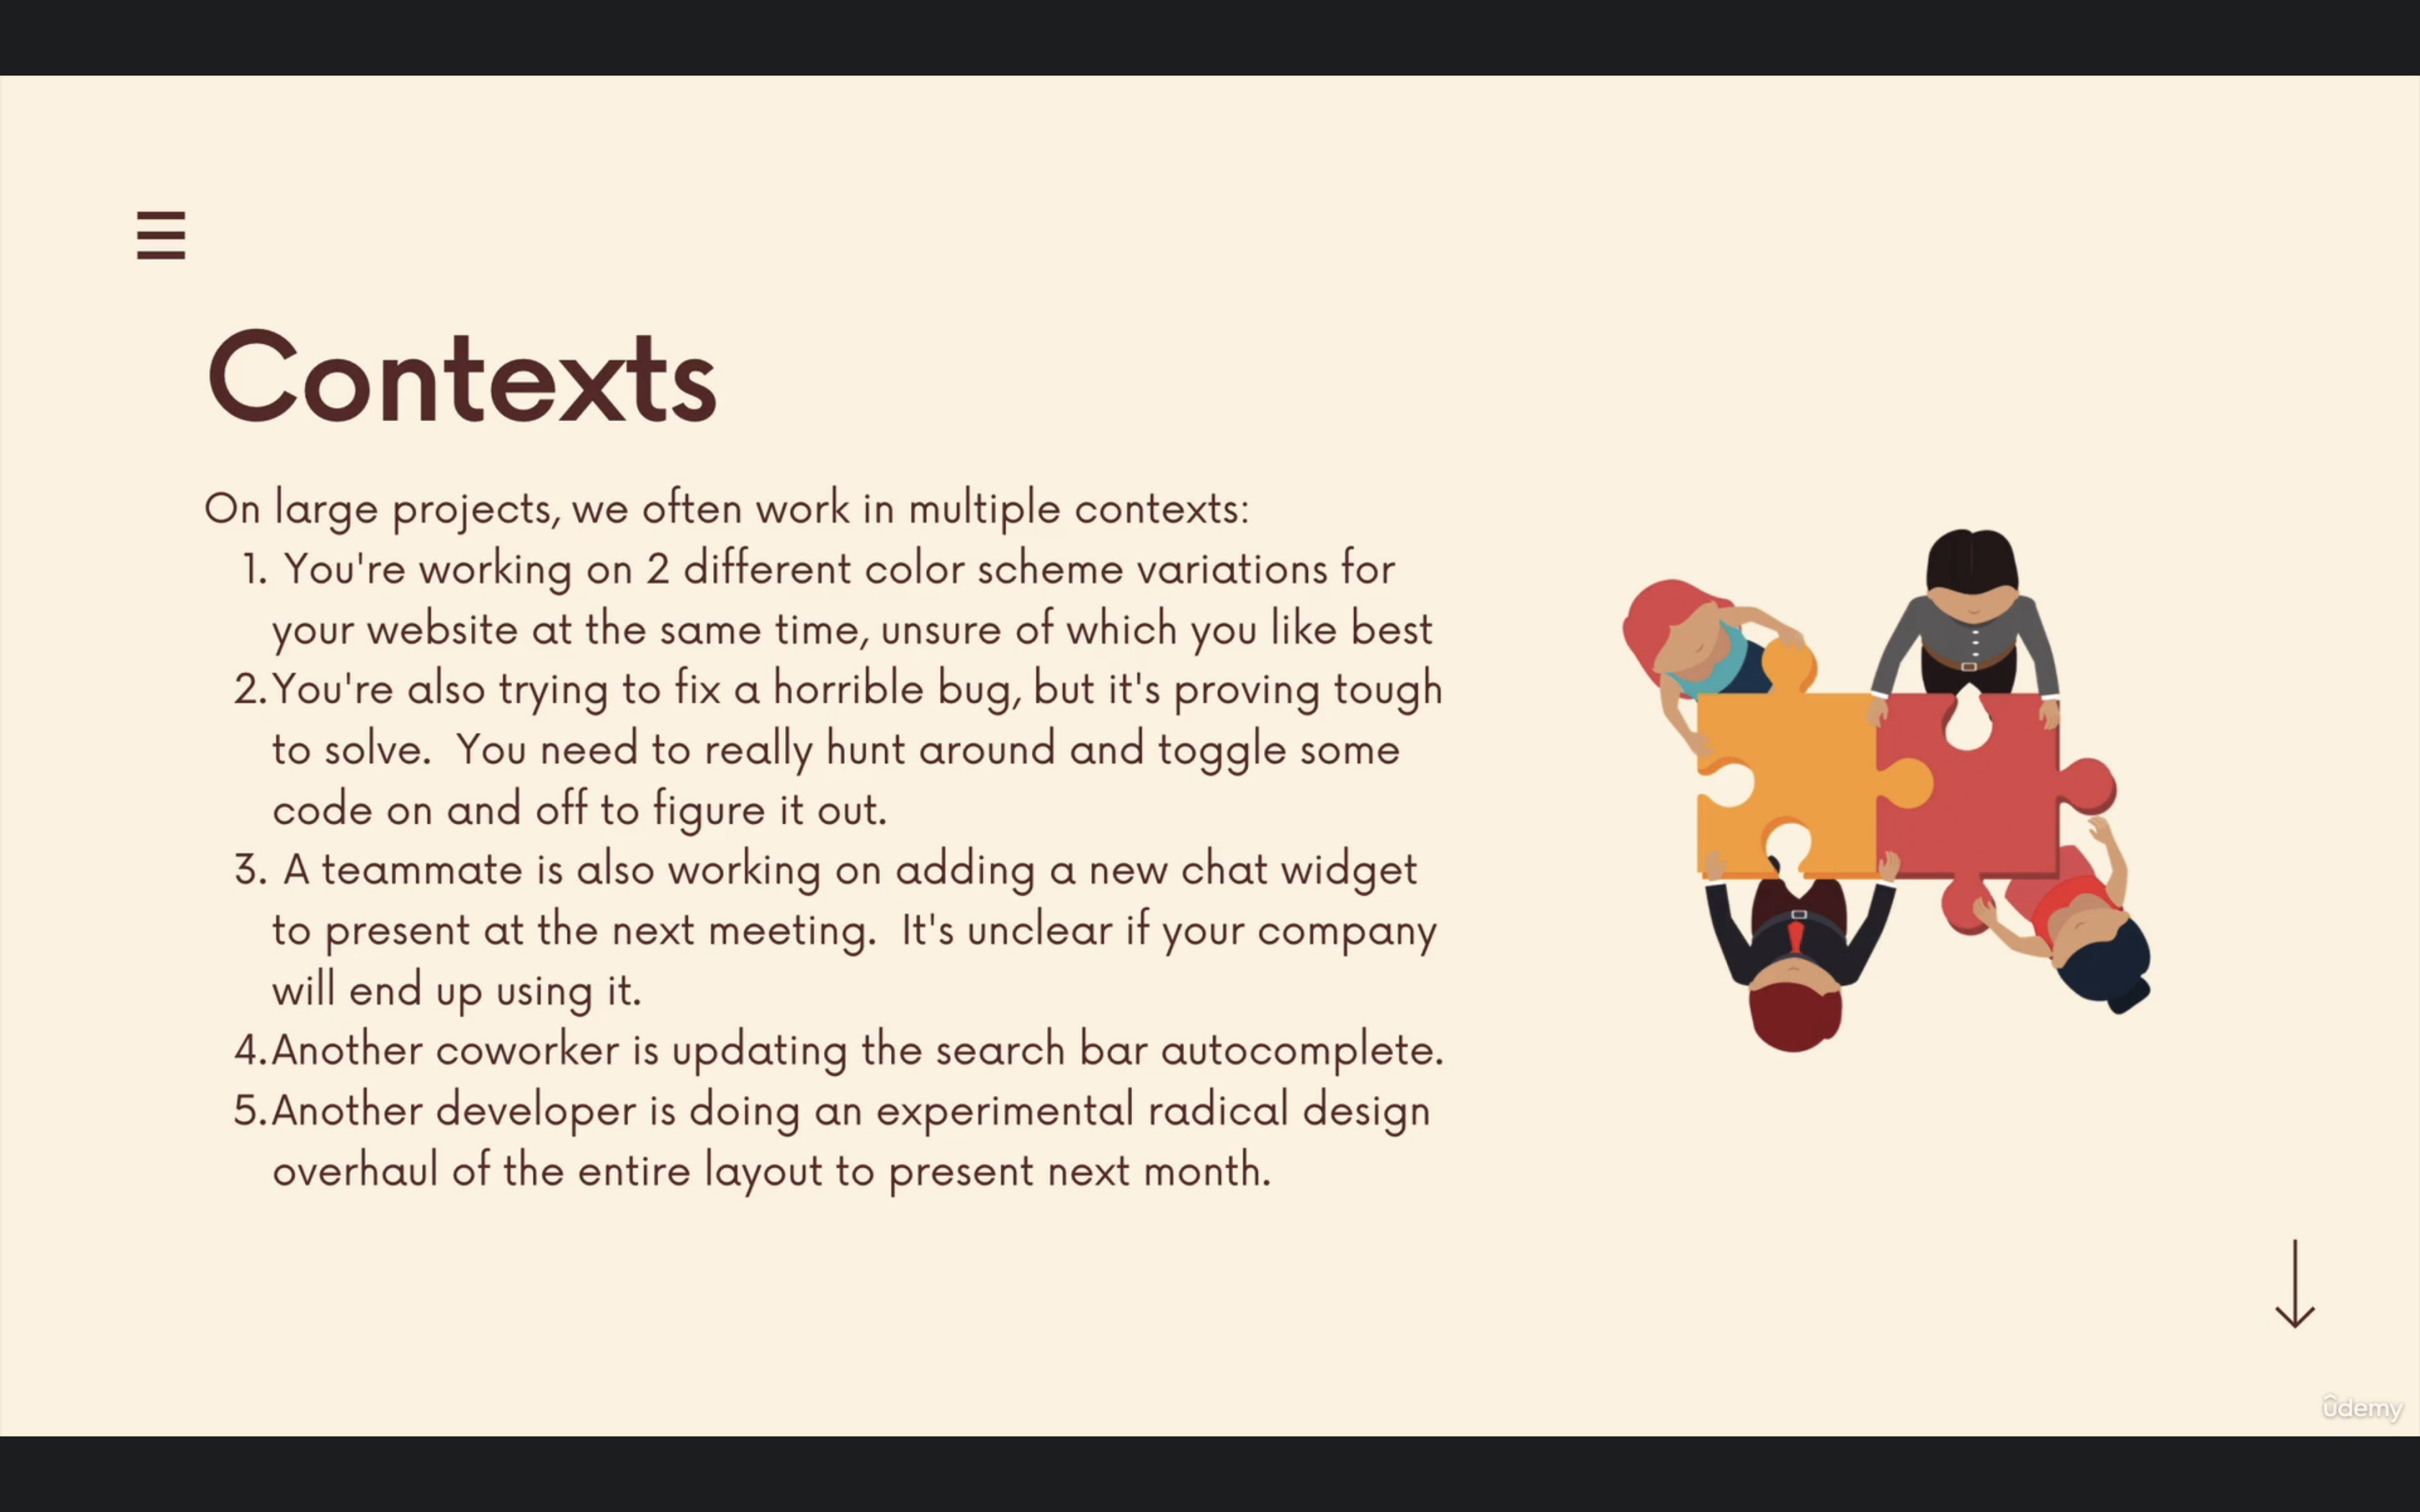 Contexts
On large projects, we often work in multiple contexts:
1. You're working on 2 different color scheme variations for
your website at the same time, unsure of which you like best
2.You're also trying to fix a horrible bug, but it's proving tough
to solve.  You need to really hunt around and toggle some
code on and off to figure it out.
3. A teammate is also working on adding a new chat widget
to present at the next meeting.  It's unclear if your company
will end up using it.
4.Another coworker is updating the search bar autocomplete.
5.Another developer is doing an experimental radical design
overhaul of the entire layout to present next month.
udemy